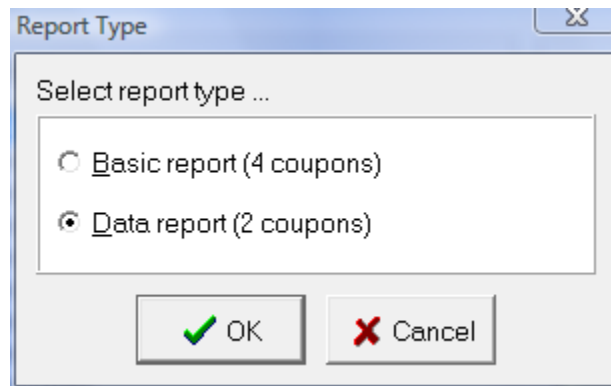 Report Type
Select report type ...
Basic report (4 coupons)
Data report (2 coupons)
OK
Cancel